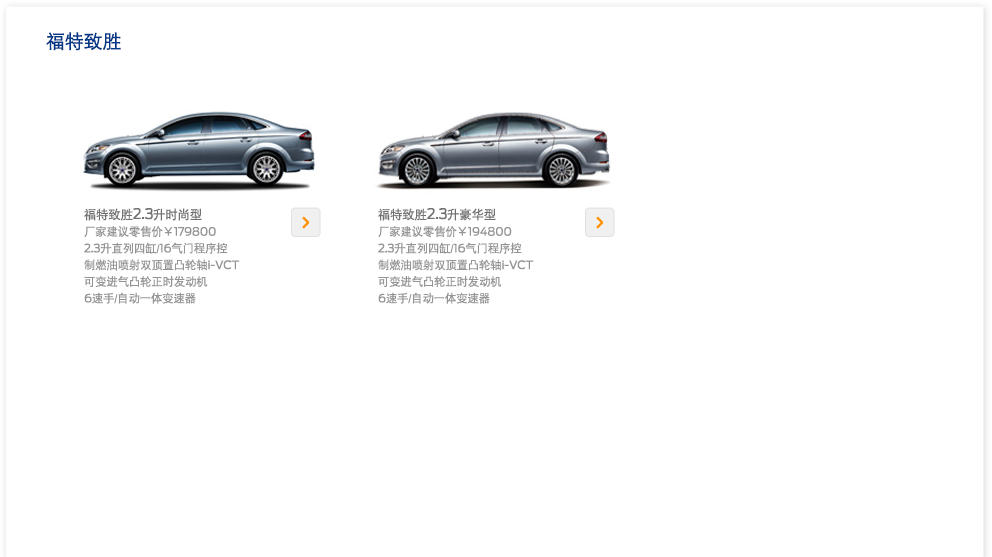 福特致胜
福特致胜2.3升时尚型
厂家建议零售价￥179800
2.3升直列四缸/16气门程序控
制燃油喷射双顶置凸轮轴i-VCT
可变进气凸轮正时发动机
6速手/自动一体变速器
福特致胜2.3升豪华型
厂家建议零售价￥194800
2.3升直列四缸/16气门程序控
制燃油喷射双顶置凸轮轴i-VCT
可变进气凸轮正时发动机
6速手/自动一体变速器